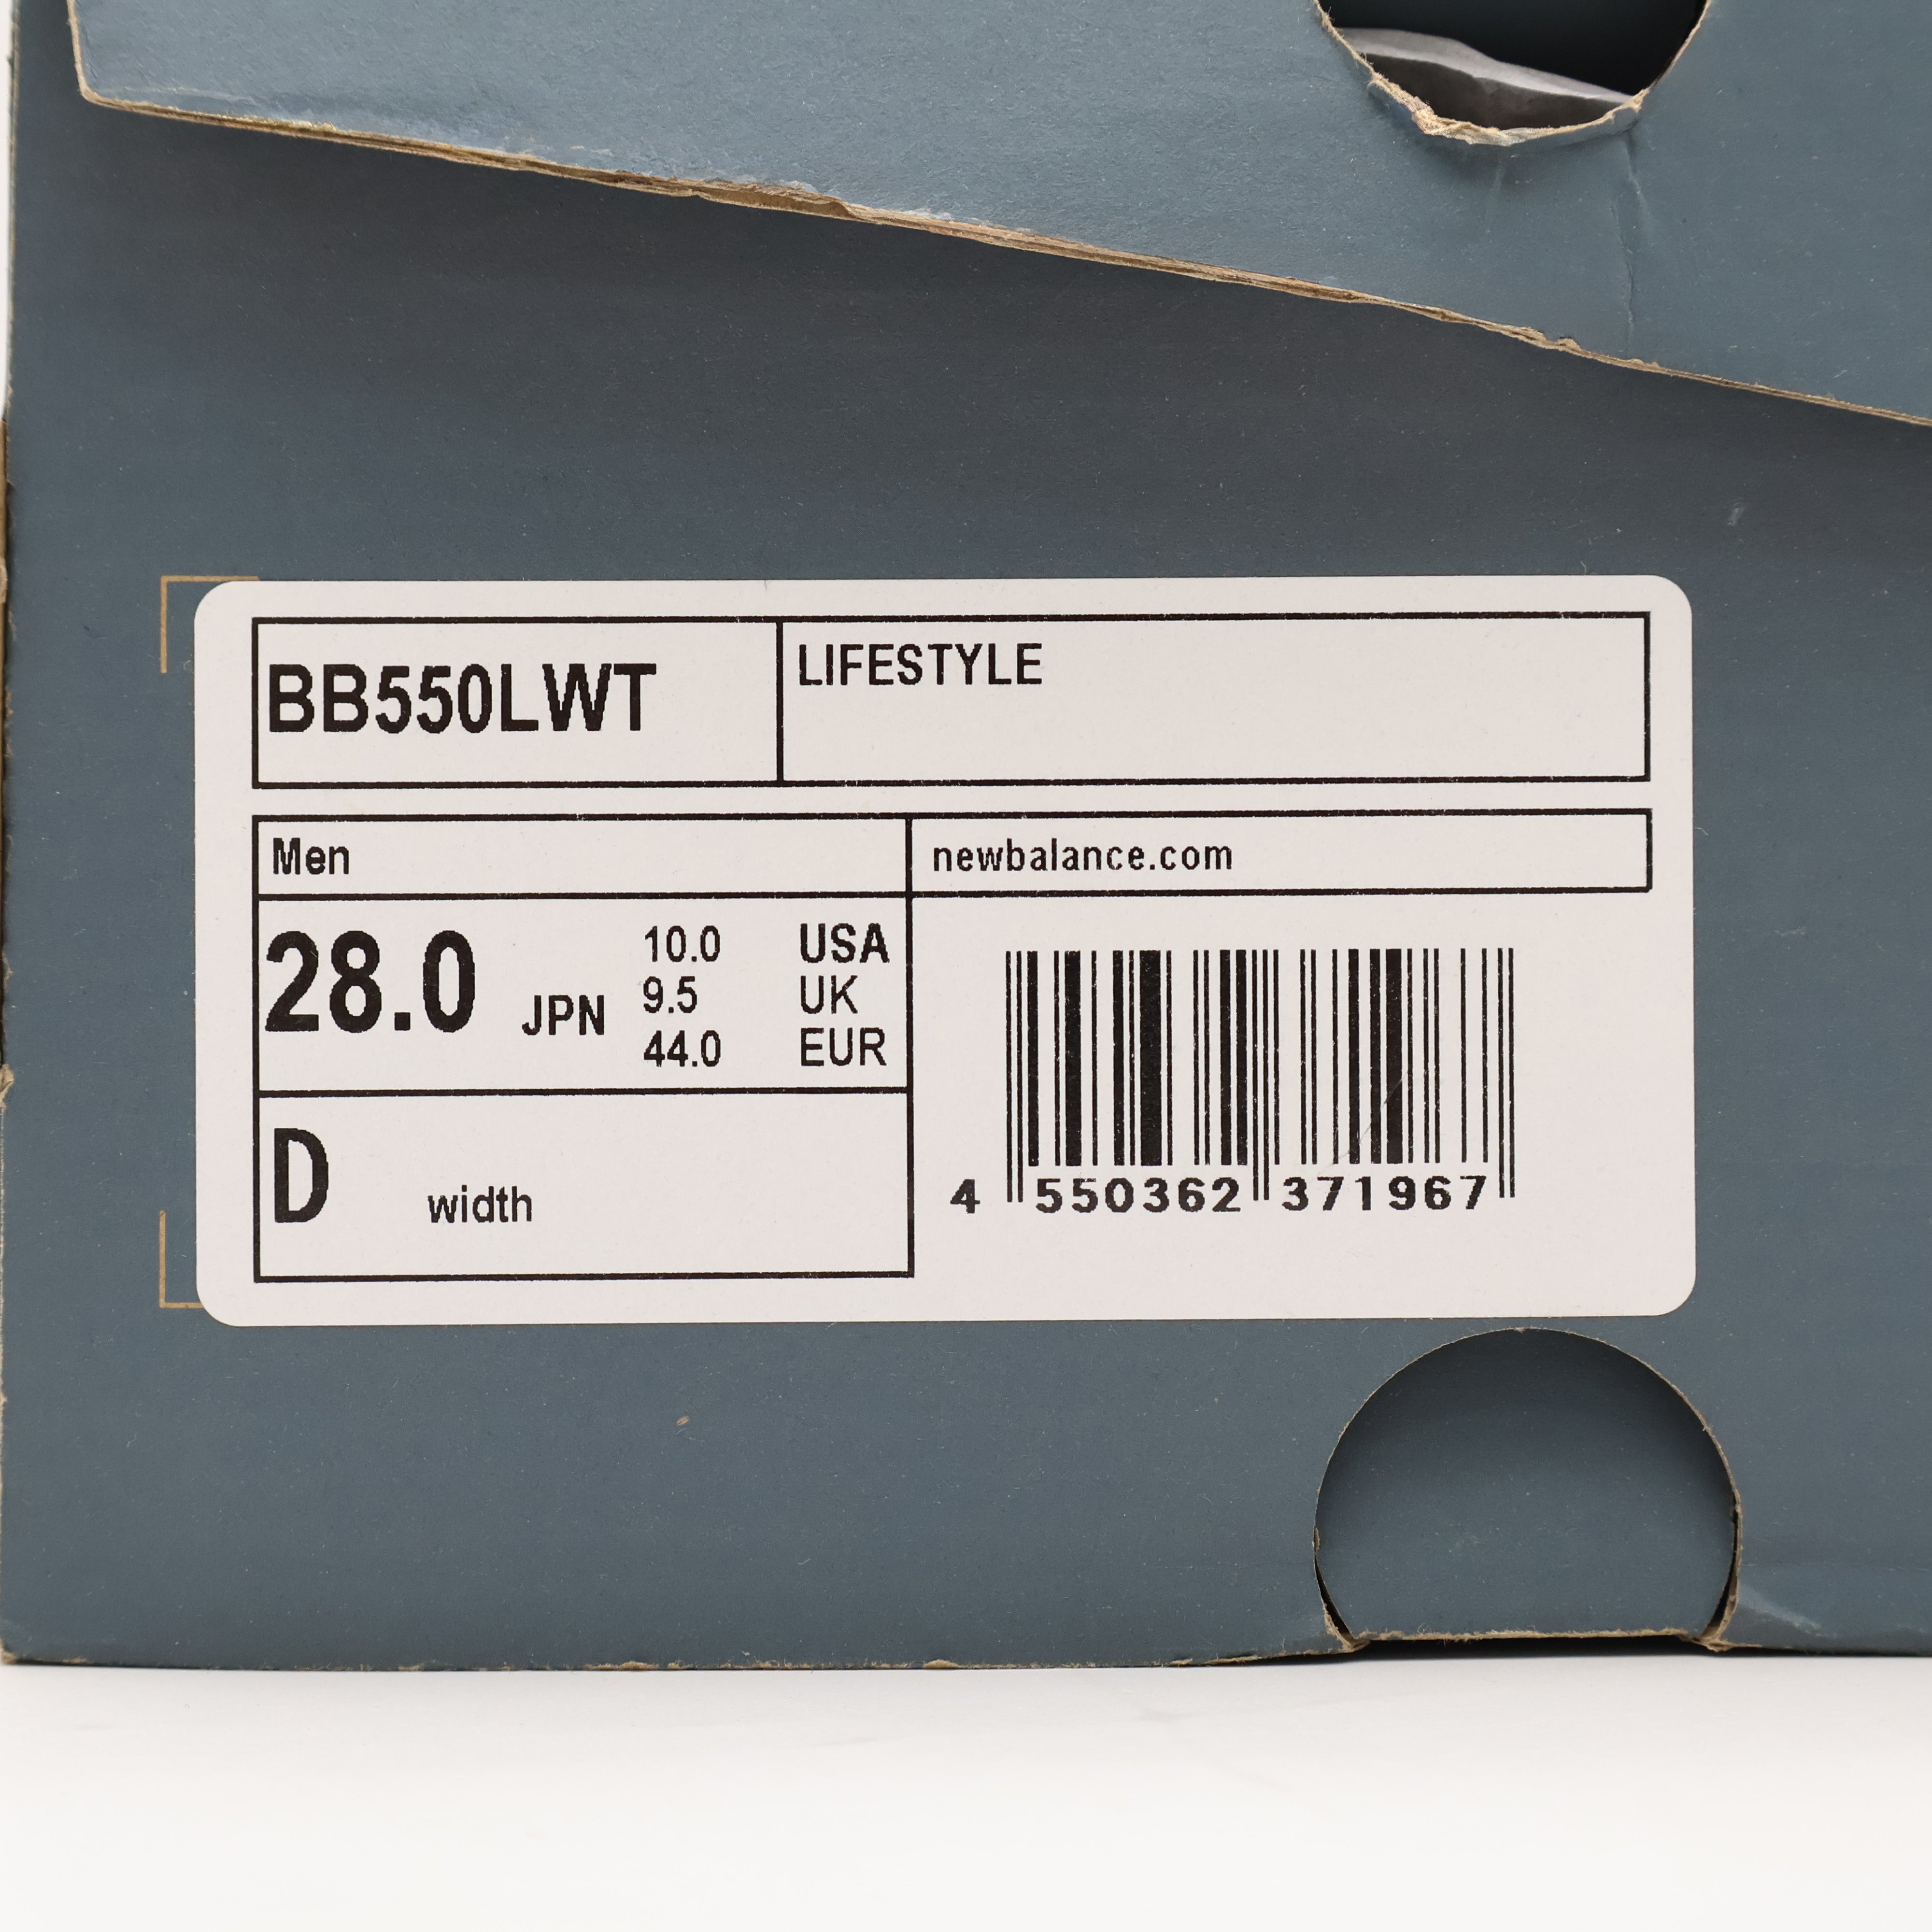 BB550LWT
LIFESTYLE
Men
newbalance.com
28.0 JPN
10.0 USA
9.5 UK
44.0 EUR
D width
4 550362 371967